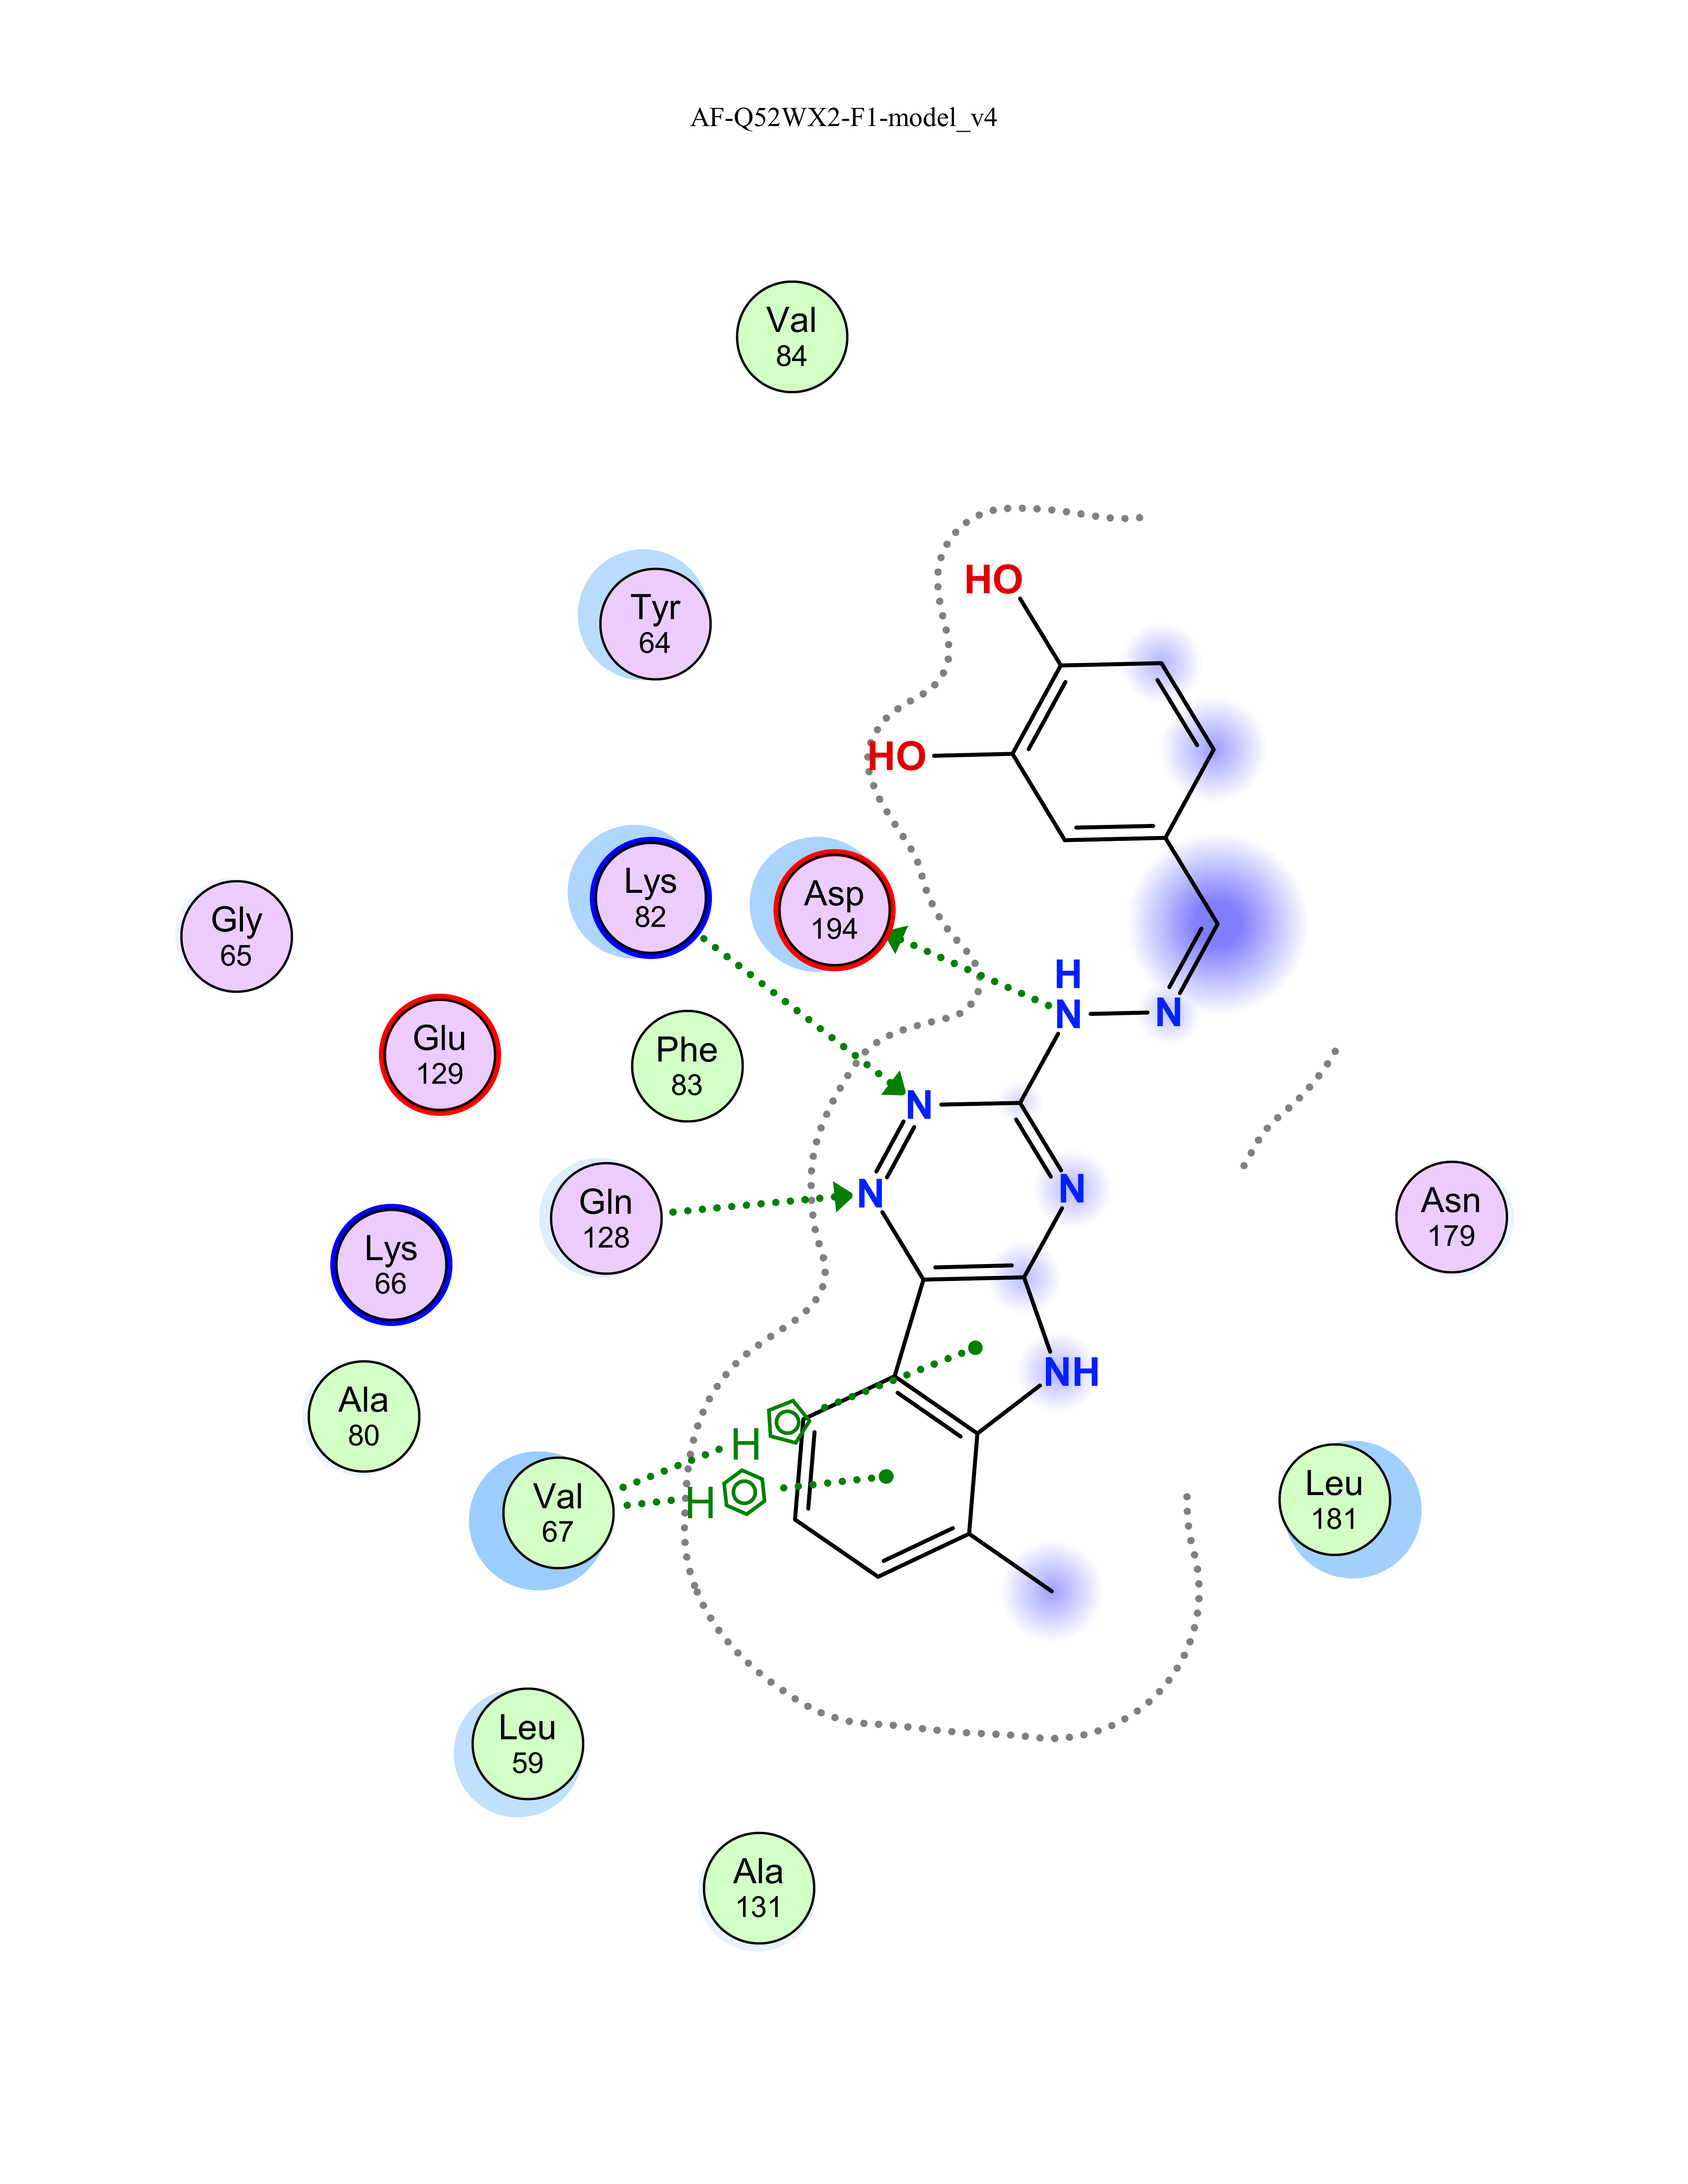 AF-Q52WX2-F1-model_v4
Val
84
Tyr
64
HO
HO
Lys
82
Asp
194
Gly
65
H
N
N
Glu
129
Phe
83
N
N
N
Gln
128
Asn
179
Lys
66
NH
Ala
80
H
H
Val
67
Leu
181
Leu
59
Ala
131